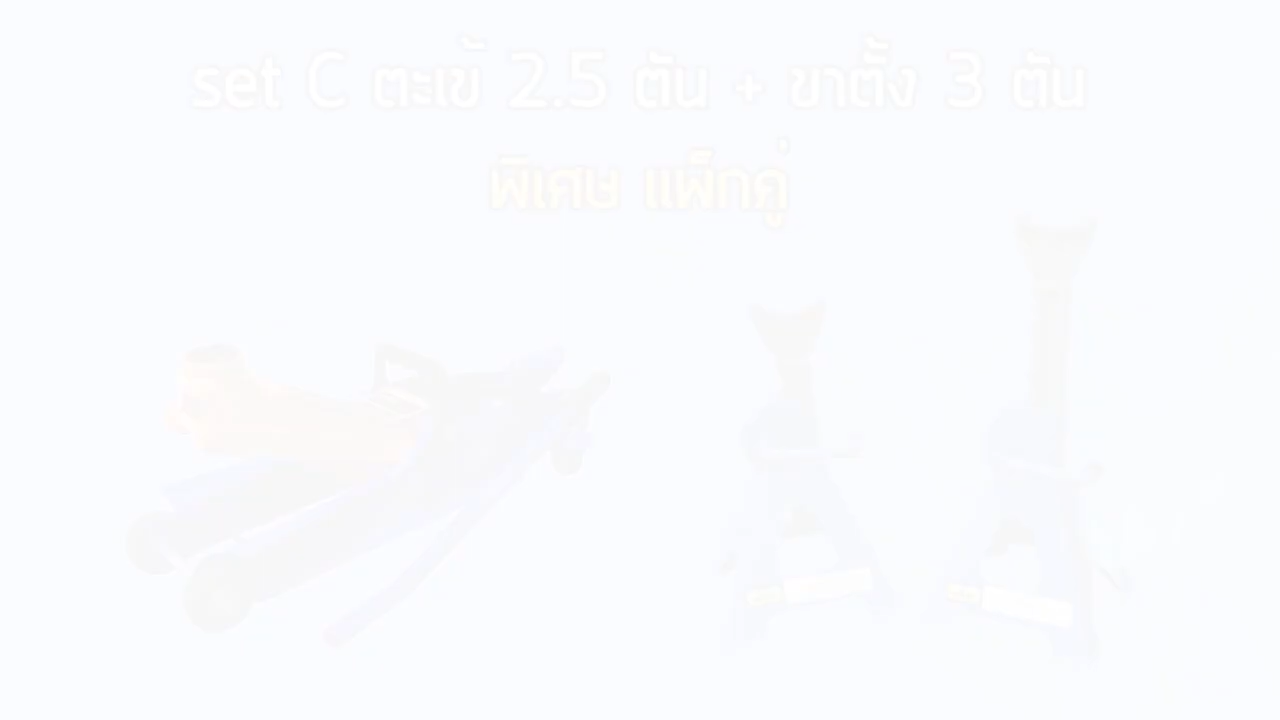 set C ตะเข้ 2.5 ตัน + ขาตั้ง 3 ตัน
พิเศษ แพ็กคู่